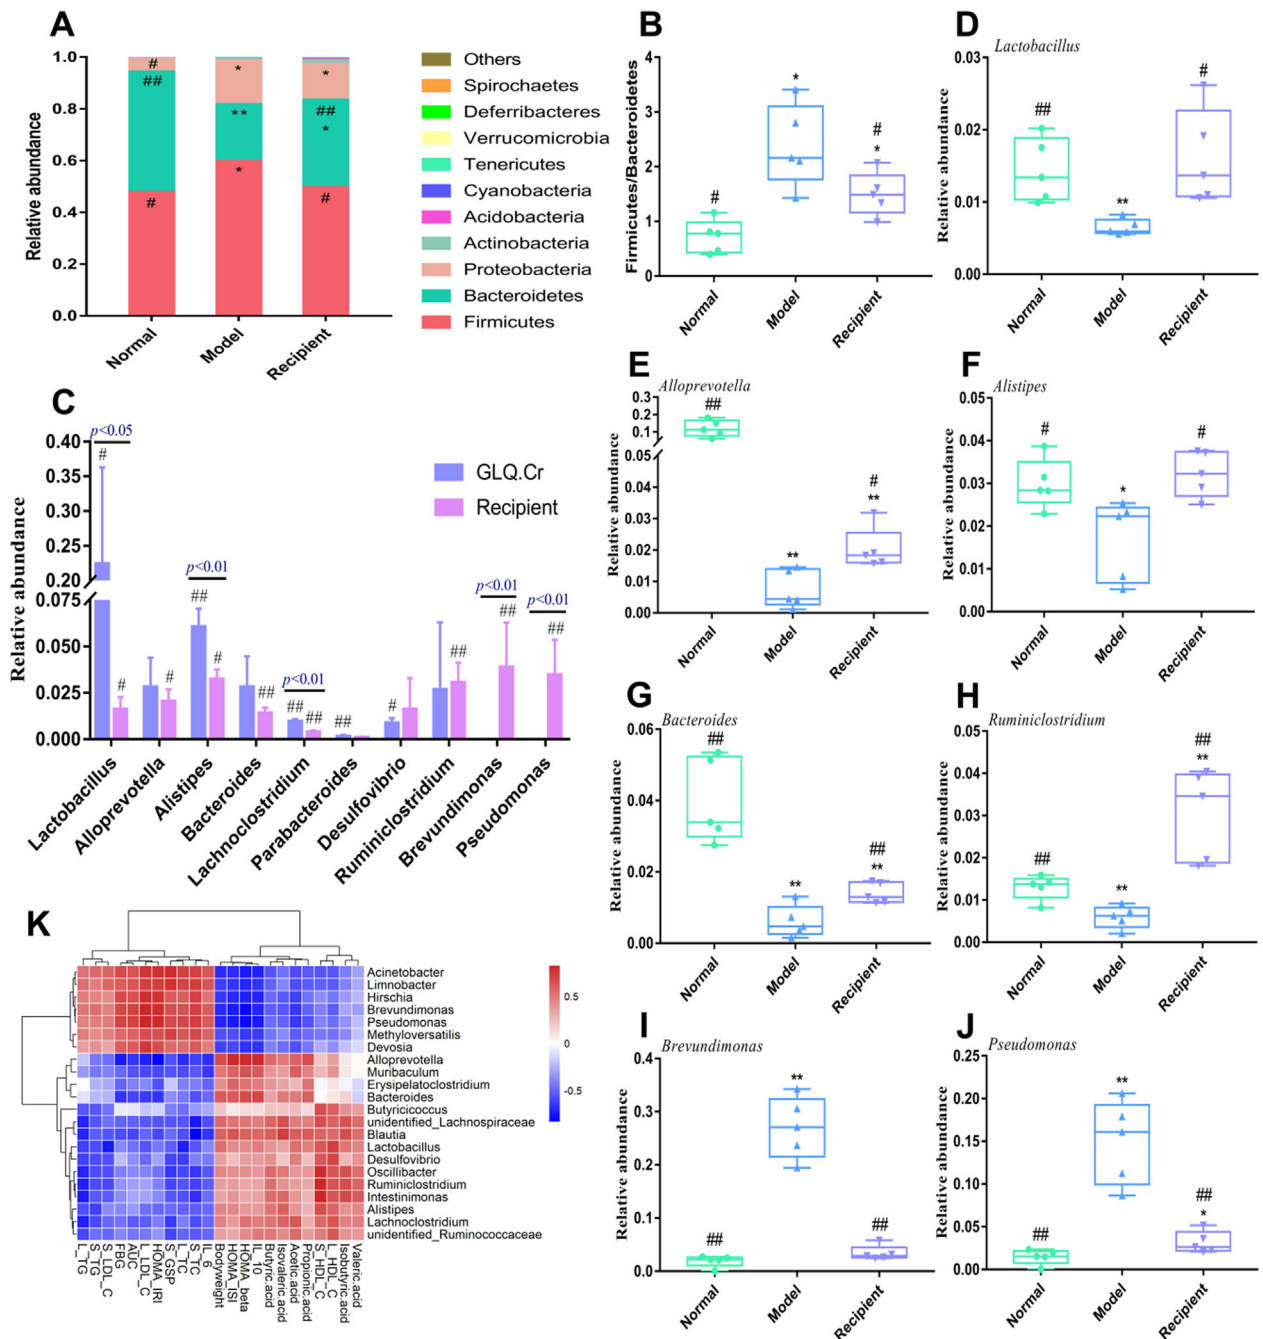 A
Relative abundance
1.0
0.8
0.6
0.4
0.2
0.0
#
##
#
*
**
*
*
##
*
#
Normal
Model
Recipient
Others
Spirochaetes
Deferribacteres
Verrucomicrobia
Tenericutes
Cyanobacteria
Acidobacteria
Actinobacteria
Proteobacteria
Bacteroidetes
Firmicutes
B
Firmicutes/Bacteroidetes
4
3
2
1
0
#
*
#
*
Normal
Model
Recipient
D
Lactobacillus
Relative abundance
0.03
0.02
0.01
0.00
##
**
#
Normal
Model
Recipient
C
Relative abundance
0.40
0.35
0.30
0.25
0.20
0.075
0.050
0.025
0.000
p<0.05
#
#
#
p<0.01
##
#
##
p<0.01
##
##
##
#
##
p<0.01
##
p<0.01
##
GLQ.Cr
Recipient
Lactobacillus
Alloprevotella
Alistipes
Bacteroides
Lachnoclostridium
Parabacteroides
Desulfovibrio
Ruminiclostridium
Brevundimonas
Pseudomonas
E
Alloprevotella
Relative abundance
0.3
0.2
0.1
0.05
0.04
0.03
0.02
0.01
0.00
##
**
#
**
Normal
Model
Recipient
F
Alistipes
Relative abundance
0.05
0.04
0.03
0.02
0.01
0.00
#
*
#
Normal
Model
Recipient
G
Bacteroides
Relative abundance
0.06
0.04
0.02
0.00
##
**
##
**
Normal
Model
Recipient
H
Ruminiclostridium
Relative abundance
0.05
0.04
0.03
0.02
0.01
0.00
##
**
##
**
Normal
Model
Recipient
K
Acinetobacter
Limnobacter
Hirschia
Brevundimonas
Pseudomonas
Methyloversatilis
Devosia
Alloprevotella
Muribaculum
Erysipelatoclostridium
Bacteroides
Butyricicoccus
unidentified_Lachnospiraceae
Blautia
Lactobacillus
Desulfovibrio
Oscillibacter
Ruminiclostridium
Intestinimonas
Alistipes
Lachnoclostridium
unidentified_Ruminococcaceae
0.5
0
-0.5
L_TG
S_TG
S_LDL_C
FBG
AUC
L_LDL_C
HOMA_IRI
S_GSP
L_TC
S_TC
IL_6
Bodyweight
HOMA_ISI
HOMA_beta
IL_10
Butyric.acid
Isovaleric.acid
Acetic.acid
Propionic.acid
S_HDL_C
L_HDL_C
Isobutyric.acid
Valeric.acid
I
Brevundimonas
Relative abundance
0.4
0.3
0.2
0.1
0.0
##
**
##
Normal
Model
Recipient
J
Pseudomonas
Relative abundance
0.25
0.20
0.15
0.10
0.05
0.00
##
**
##
*
Normal
Model
Recipient